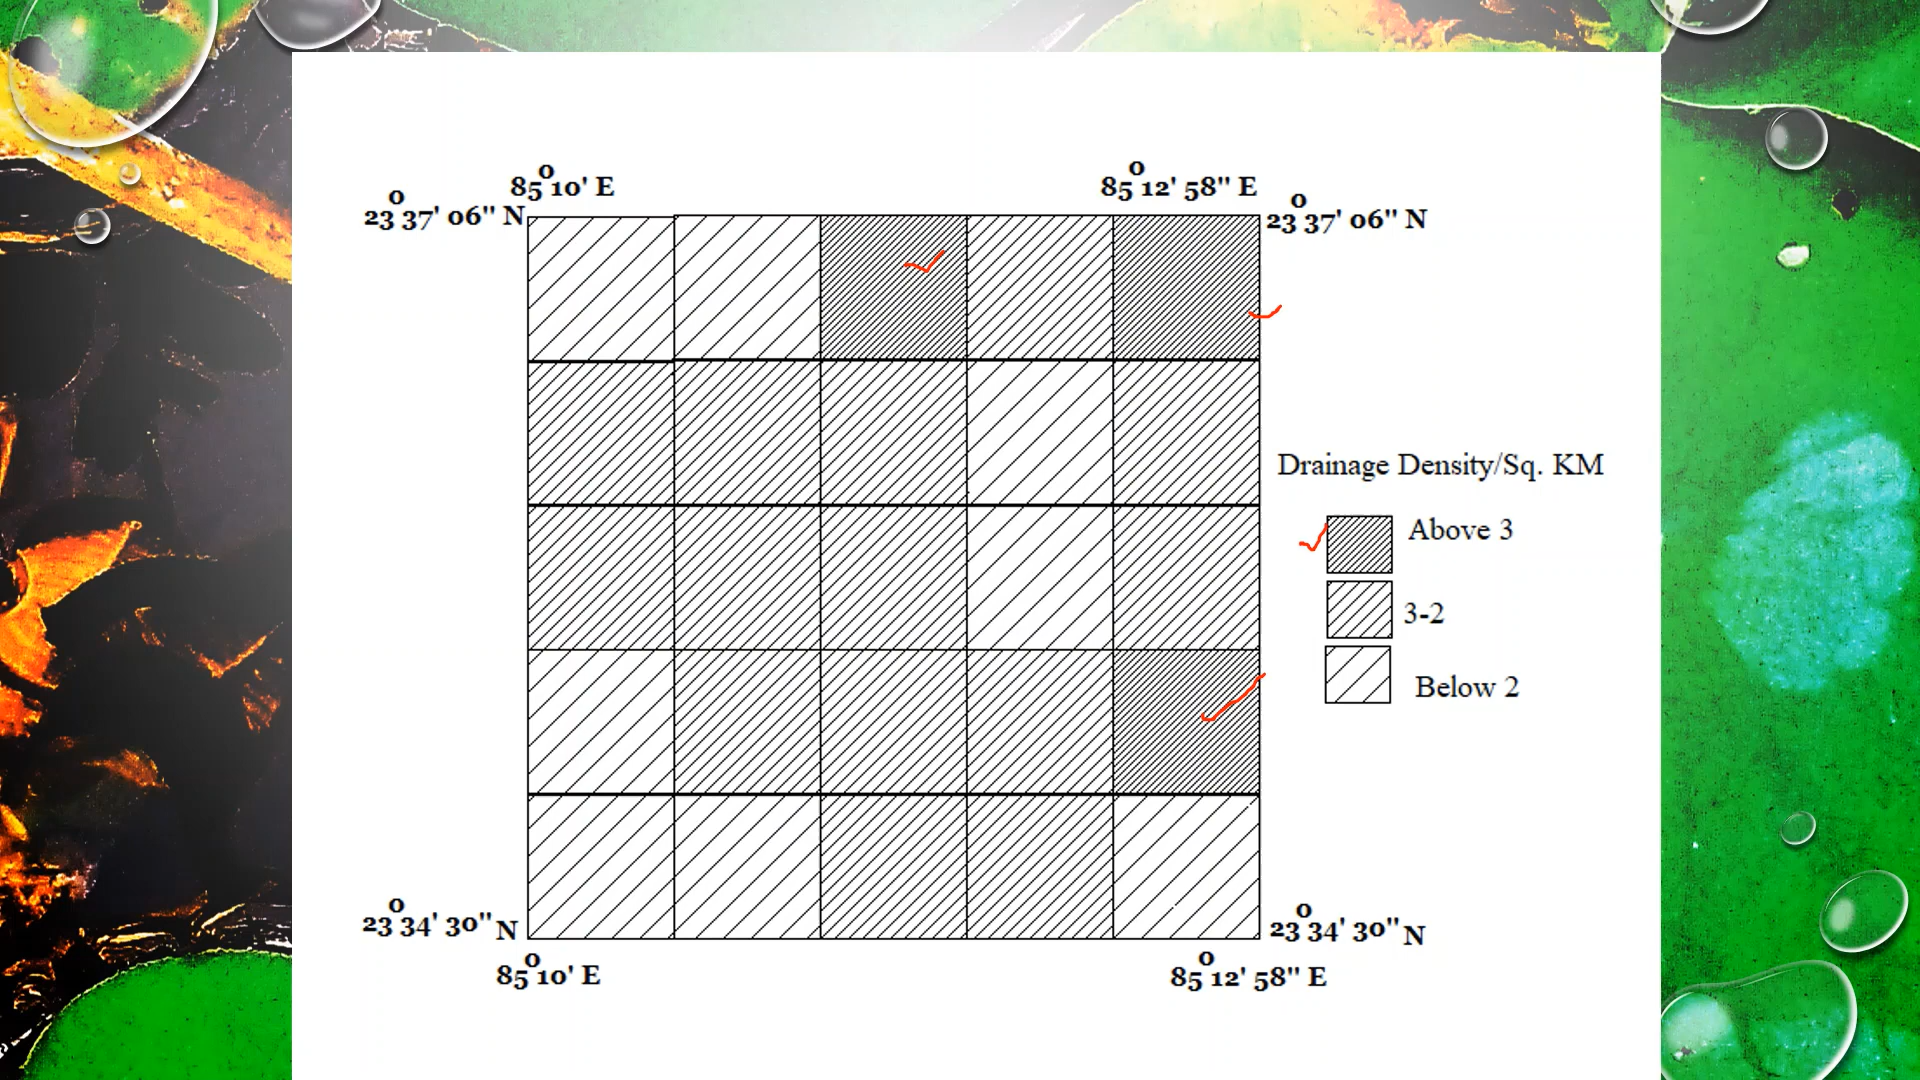 85°10' E
85°12' 58" E
23°37' 06" N
23°37' 06" N
Drainage Density/Sq. KM
Above 3
3-2
Below 2
23°34' 30" N
23°34' 30" N
85°10' E
85°12' 58" E